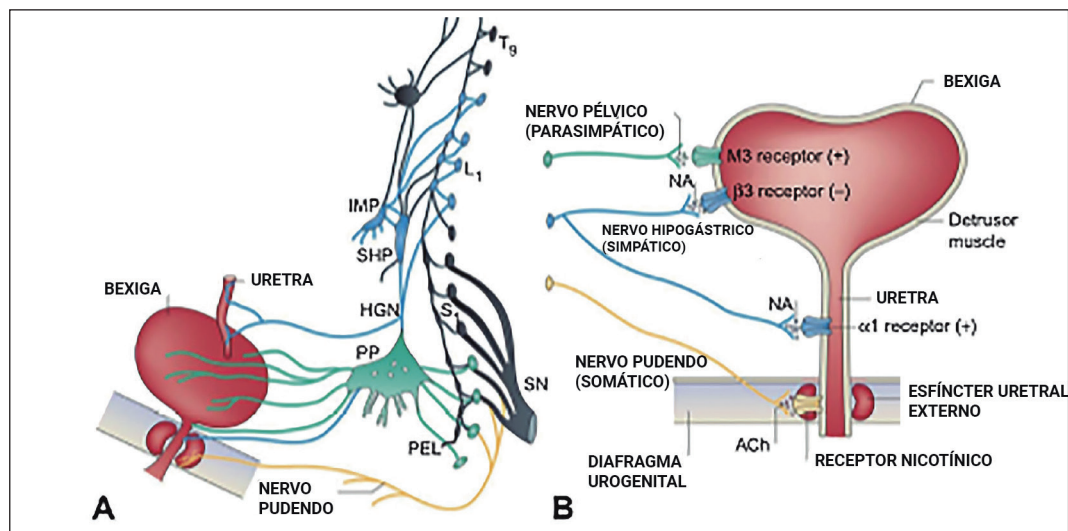 T9
L1
IMP
SHP
URETRA
BEXIGA
HGN
S1
PP
SN
PEL
NERVO
PUDENDO
A
BEXIGA
NERVO PÉLVICO
(PARASIMPÁTICO)
M3 receptor (+)
NA
β3 receptor (–)
Detrusor
muscle
NERVO HIPOGÁSTRICO
(SIMPÁTICO)
NA
URETRA
α1 receptor (+)
NERVO PUDENDO
(SOMÁTICO)
ESFÍNCTER URETRAL
EXTERNO
ACh
RECEPTOR NICOTÍNICO
DIAFRAGMA
UROGENITAL
B